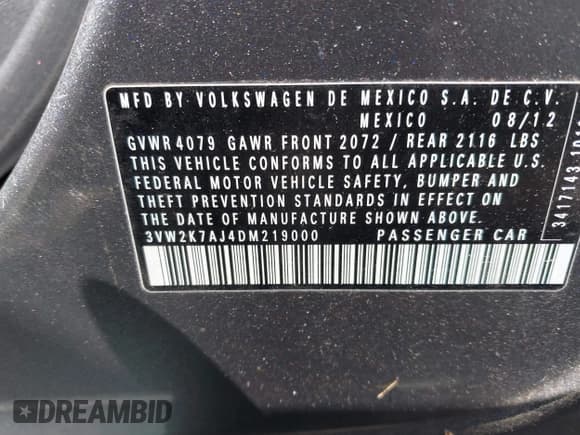 MFD BY VOLKSWAGEN DE MEXICO S.A. DE C.V.
MEXICO 08/12
GVWR 4079 GAWR FRONT 2072 / REAR 2116 LBS
THIS VEHICLE CONFORMS TO ALL APPLICABLE U.S.
FEDERAL MOTOR VEHICLE SAFETY, BUMPER AND
THEFT PREVENTION STANDARDS IN EFFECT ON
THE DATE OF MANUFACTURE SHOWN ABOVE.
3VW2K7AJ4DM219000 PASSENGER CAR
DREAMBID